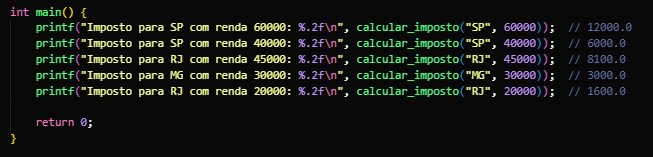 int main() {
    printf("Imposto para SP com renda 60000: %.2f\n", calcular_imposto("SP", 60000));  // 12000.0
    printf("Imposto para SP com renda 40000: %.2f\n", calcular_imposto("SP", 40000));  // 6000.0
    printf("Imposto para RJ com renda 45000: %.2f\n", calcular_imposto("RJ", 45000));  // 8100.0
    printf("Imposto para MG com renda 30000: %.2f\n", calcular_imposto("MG", 30000));  // 3000.0
    printf("Imposto para RJ com renda 20000: %.2f\n", calcular_imposto("RJ", 20000));  // 1600.0

    return 0;
}